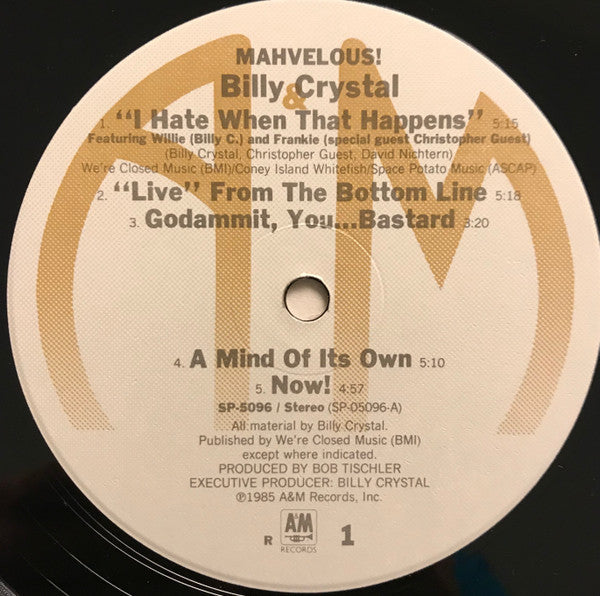 MAHVELOUS!
Billy Crystal
&
1. “I Hate When That Happens” 5:15
Featuring Willie (Billy C.) and Frankie (special guest Christopher Guest)
(Billy Crystal, Christopher Guest, David Nichtern)
We're Closed Music (BMI)/Coney Island Whitefish/Space Potato Music (ASCAP)
2. “Live” From The Bottom Line 5:18
3. Godammit, You...Bastard 3:20
4. A Mind Of Its Own 5:10
5. Now! 4:57
SP-5096 / Stereo (SP-05096-A)
All material by Billy Crystal.
Published by We're Closed Music (BMI)
except where indicated.
PRODUCED BY BOB TISCHLER
EXECUTIVE PRODUCER: BILLY CRYSTAL
℗1985 A&M Records, Inc.
R A&M 1
RECORDS